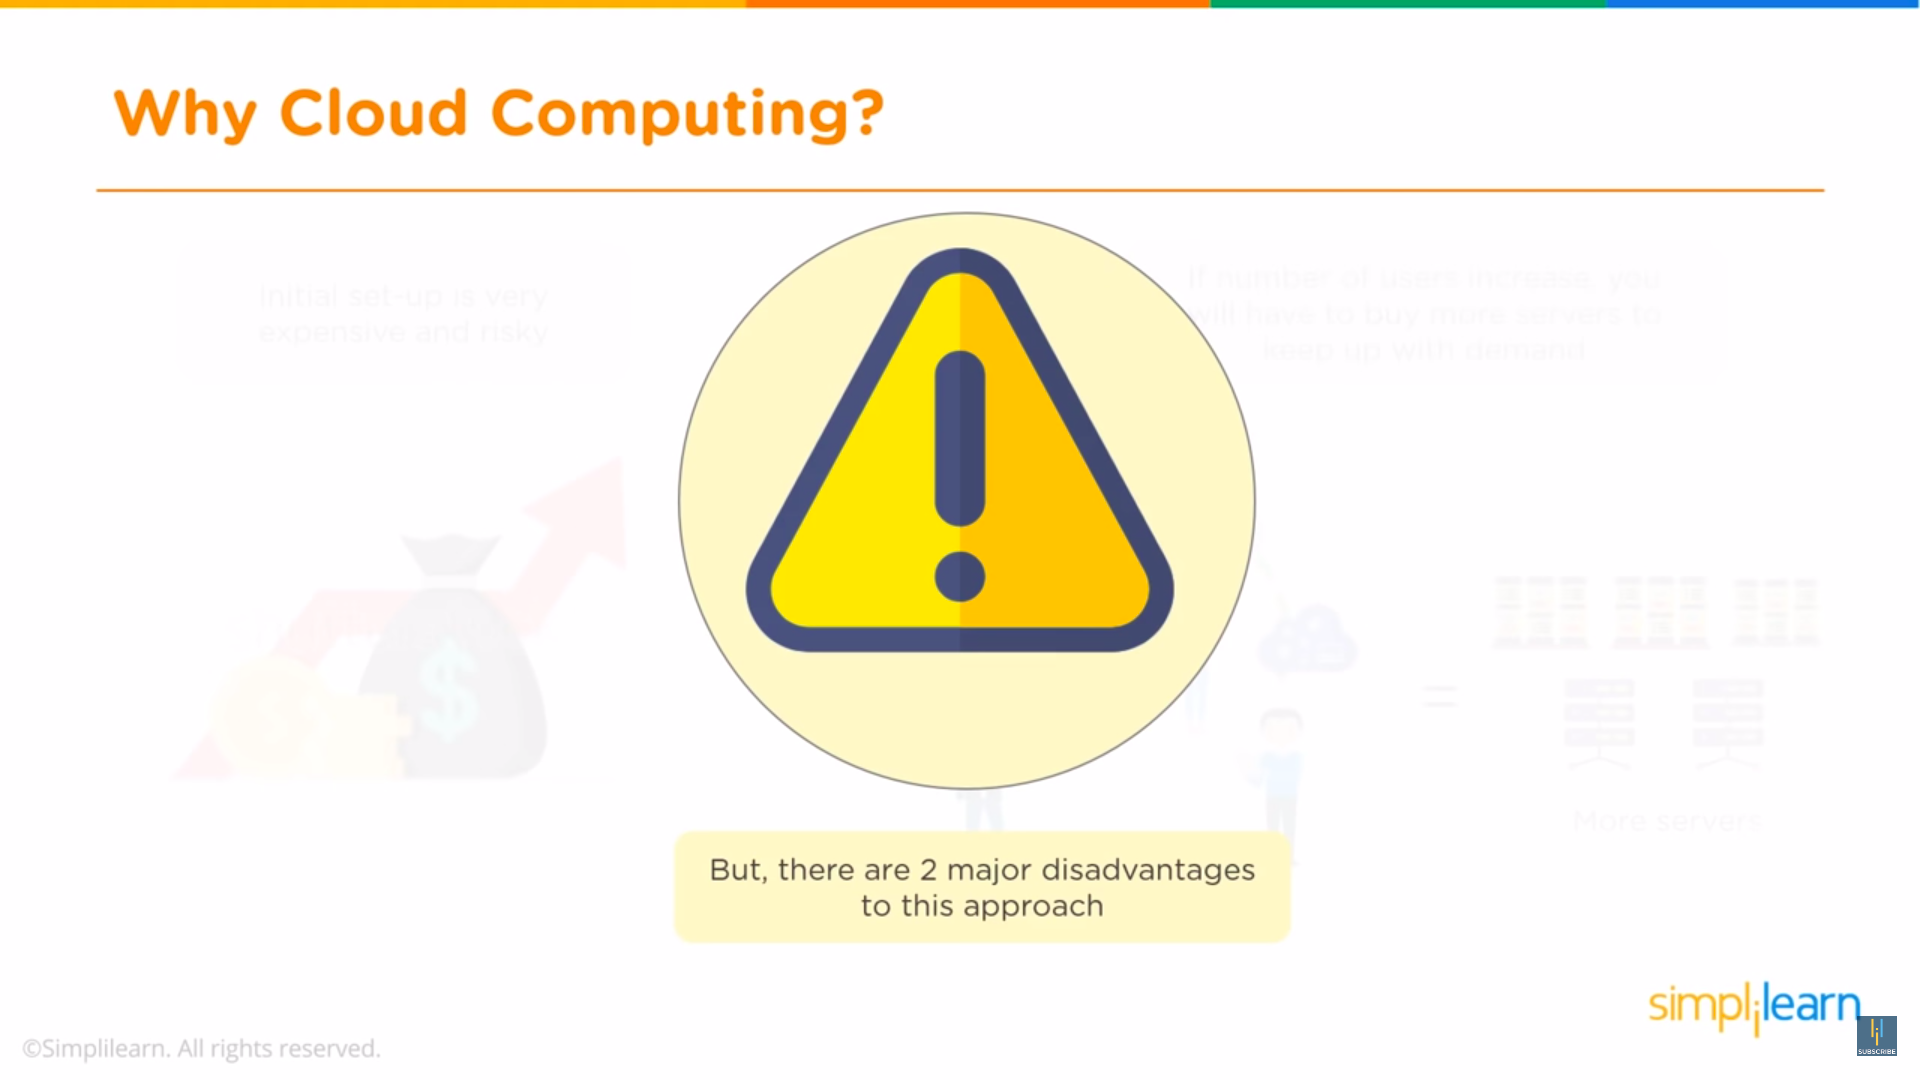 Why Cloud Computing?
Initial set-up is very
expensive and risky
If number of users increase, you
will have to buy more servers to
keep up with demand
$
=
More servers
But, there are 2 major disadvantages
to this approach
simplilearn
SUBSCRIBE
©Simplilearn. All rights reserved.